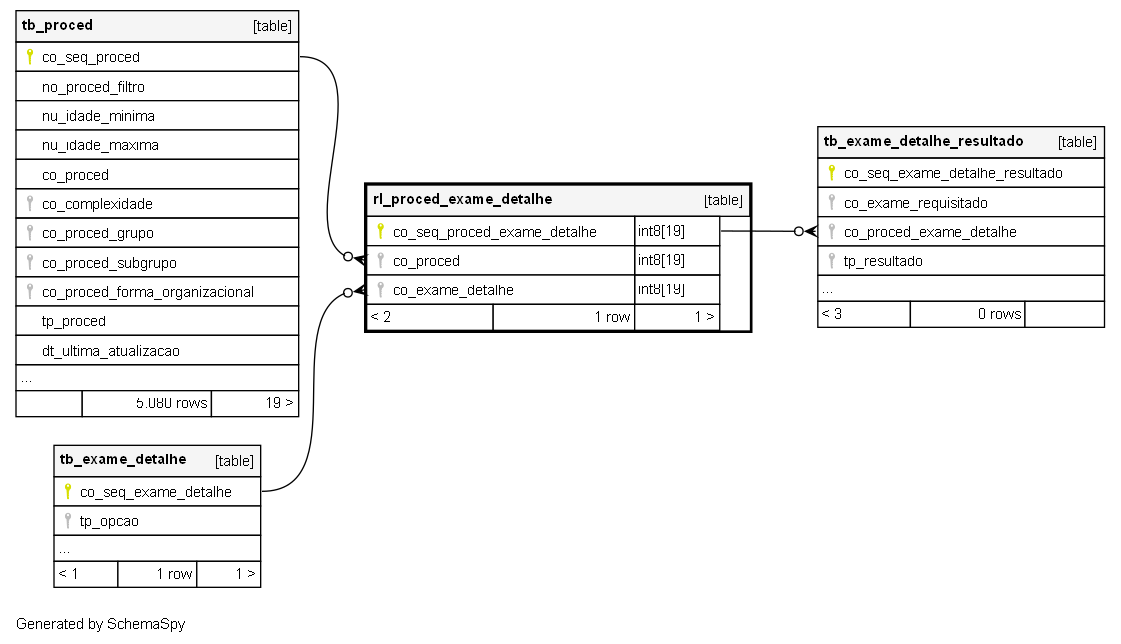 tb_proced [table]
co_seq_proced
no_proced_filtro
nu_idade_minima
nu_idade_maxima
co_proced
co_complexidade
co_proced_grupo
co_proced_subgrupo
co_proced_forma_organizacional
tp_proced
dt_ultima_atualizacao
...
5.080 rows 19 >
rl_proced_exame_detalhe [table]
co_seq_proced_exame_detalhe int8[19]
co_proced int8[19]
co_exame_detalhe int8[19]
< 2 1 row 1 >
tb_exame_detalhe_resultado [table]
co_seq_exame_detalhe_resultado
co_exame_requisitado
co_proced_exame_detalhe
tp_resultado
...
< 3 0 rows
tb_exame_detalhe [table]
co_seq_exame_detalhe
tp_opcao
...
< 1 1 row 1 >
Generated by SchemaSpy